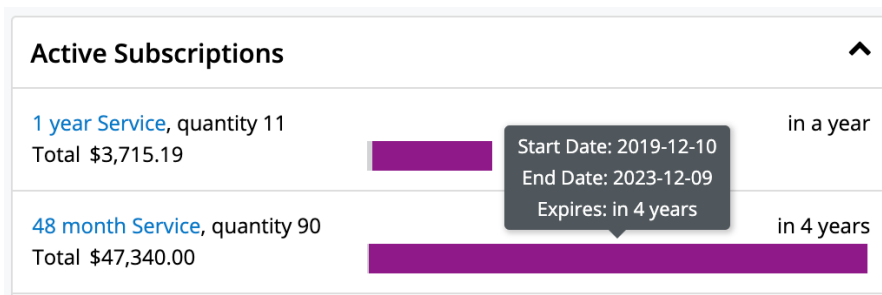 Active Subscriptions
1 year Service, quantity 11
in a year
Total $3,715.19
Start Date: 2019-12-10
End Date: 2023-12-09
Expires: in 4 years
48 month Service, quantity 90
in 4 years
Total $47,340.00